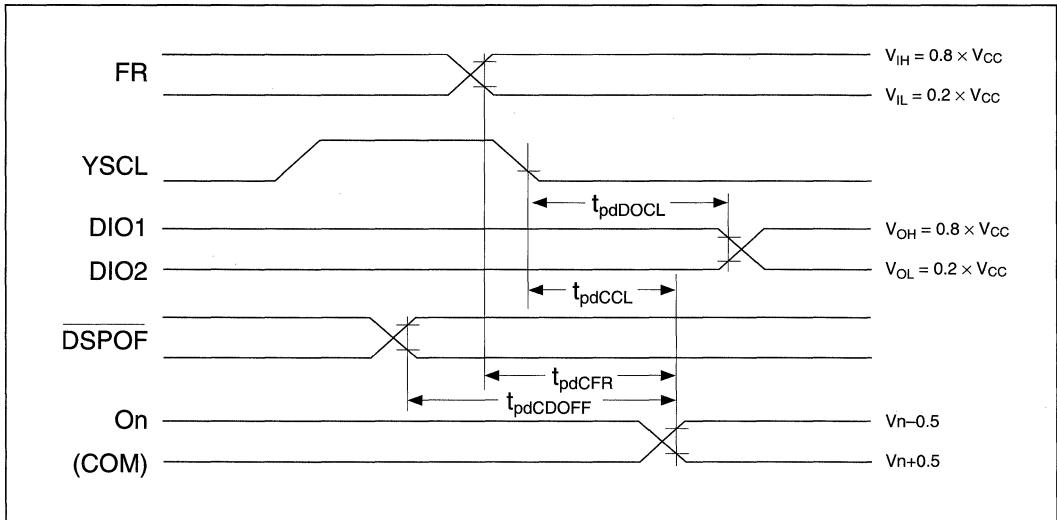 FR
V_IH = 0.8 × V_CC
V_IL = 0.2 × V_CC
YSCL
t_pdDOCL
DIO1
V_OH = 0.8 × V_CC
DIO2
V_OL = 0.2 × V_CC
t_pdCCL
DSPOF
t_pdCFR
t_pdCDOFF
On
Vn–0.5
(COM)
Vn+0.5